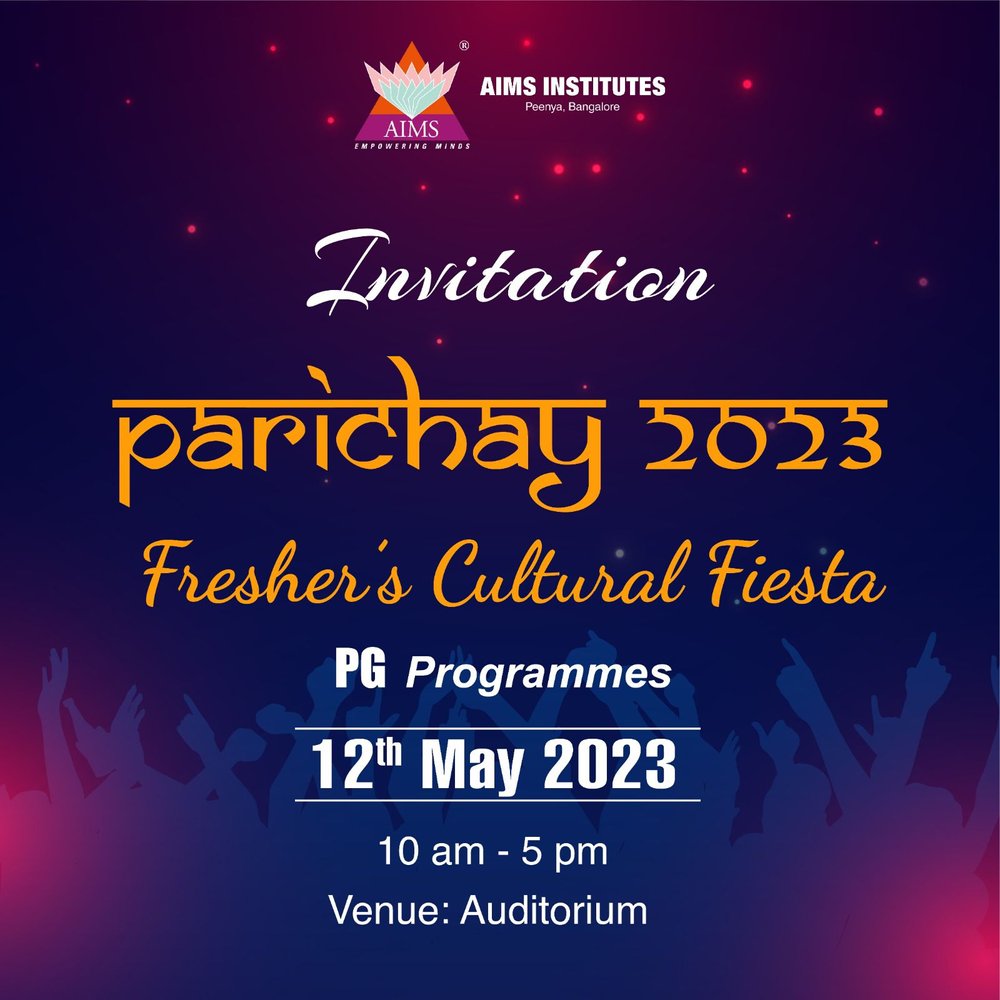 ®
AIMS
EMPOWERING MINDS
AIMS INSTITUTES
Peenya, Bangalore
Invitation
Parichay 2023
Fresher's Cultural Fiesta
PG Programmes
12th May 2023
10 am - 5 pm
Venue: Auditorium